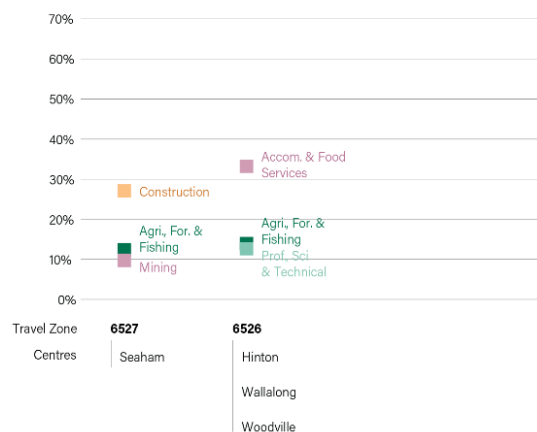 70%
60%
50%
40%
Accom. & Food
Services
30%
Construction
20%
Agri., For. &
Fishing
Agri., For. &
Fishing
10%
Mining
Prof., Sci
& Technical
0%
Travel Zone 6527 6526
Centres Seaham Hinton
Wallalong
Woodville